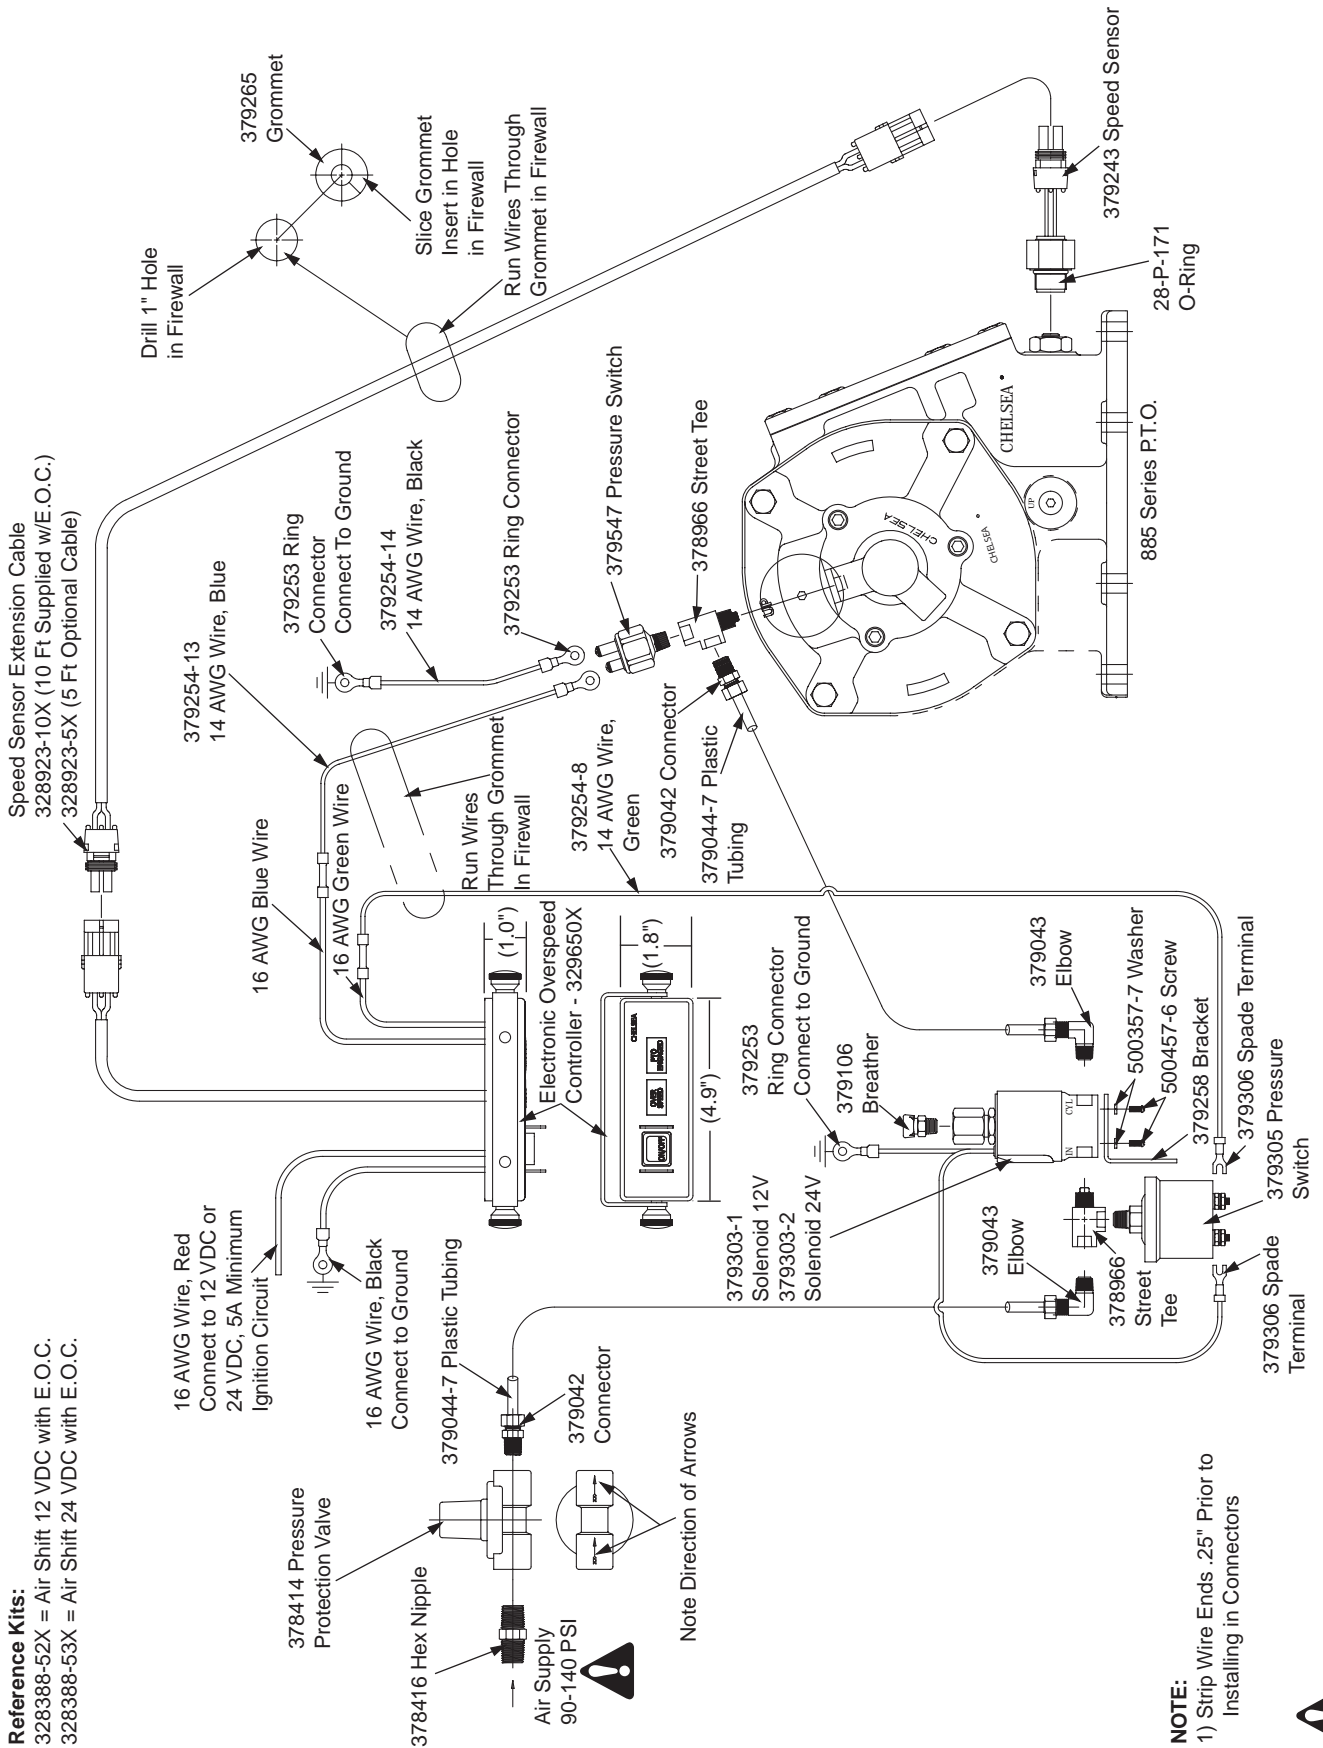 Reference Kits:
328388-52X = Air Shift 12 VDC with E.O.C.
328388-53X = Air Shift 24 VDC with E.O.C.
Speed Sensor Extension Cable
328923-10X (10 Ft Supplied w/E.O.C.)
328923-5X (5 Ft Optional Cable)
Drill 1" Hole
in Firewall
379265
Grommet
Slice Grommet
Insert in Hole
in Firewall
Run Wires Through
Grommet in Firewall
16 AWG Wire, Red
Connect to 12 VDC or
24 VDC, 5A Minimum
Ignition Circuit
16 AWG Blue Wire
379254-13
14 AWG Wire, Blue
379253 Ring
Connector
Connect To Ground
379254-14
14 AWG Wire, Black
379253 Ring Connector
16 AWG Green Wire
16 AWG Wire, Black
Connect to Ground
Run Wires
Through Grommet
In Firewall
379547 Pressure Switch
378414 Pressure
Protection Valve
379044-7 Plastic Tubing
(1.0")
Electronic Overspeed
Controller - 329650X
379254-8
14 AWG Wire,
Green
378966 Street Tee
378416 Hex Nipple
379042
Connector
CHELSEA
ON/OFF
OVER
SPEED
PTO
ENGAGED
(1.8")
(4.9")
379042 Connector
379044-7 Plastic
Tubing
Air Supply
90-140 PSI
Note Direction of Arrows
379253
Ring Connector
Connect to Ground
379106
Breather
UP
CHELSEA
CHELSEA
CHELSEA
UP
885 Series P.T.O.
28-P-171
O-Ring
379243 Speed Sensor
379303-1
Solenoid 12V
379303-2
Solenoid 24V
IN
CYL
379043
Elbow
379043
Elbow
500357-7 Washer
500457-6 Screw
379258 Bracket
378966
Street
Tee
379306 Spade Terminal
379305 Pressure
Switch
379306 Spade
Terminal
NOTE:
1) Strip Wire Ends .25" Prior to
Installing in Connectors